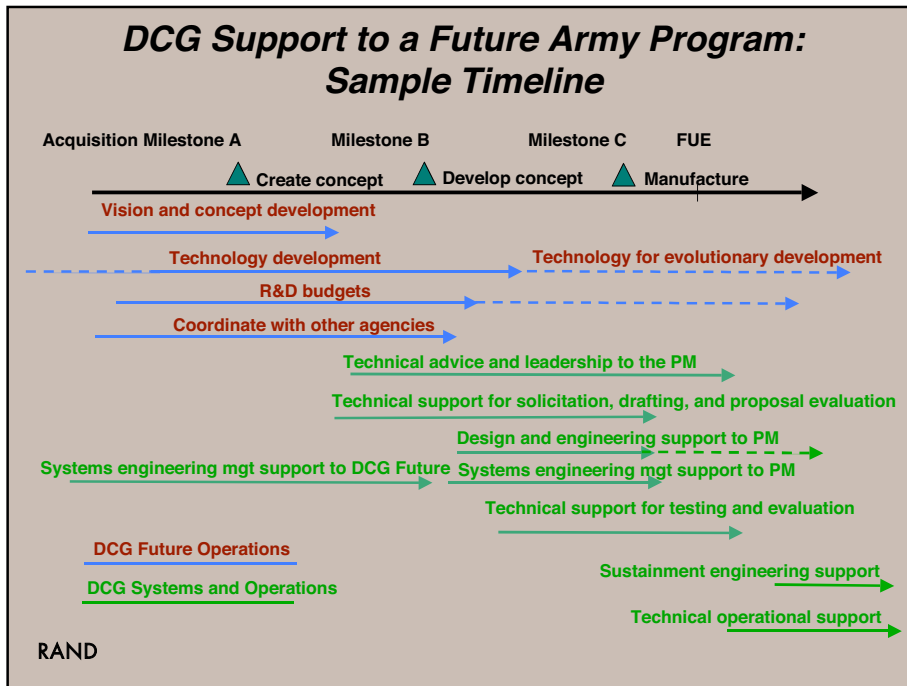 DCG Support to a Future Army Program:
Sample Timeline
Acquisition Milestone A Milestone B Milestone C FUE
Create concept Develop concept Manufacture
Vision and concept development
Technology development Technology for evolutionary development
R&D budgets
Coordinate with other agencies
Technical advice and leadership to the PM
Technical support for solicitation, drafting, and proposal evaluation
Design and engineering support to PM
Systems engineering mgt support to DCG Future Systems engineering mgt support to PM
Technical support for testing and evaluation
DCG Future Operations
Sustainment engineering support
DCG Systems and Operations
Technical operational support
RAND